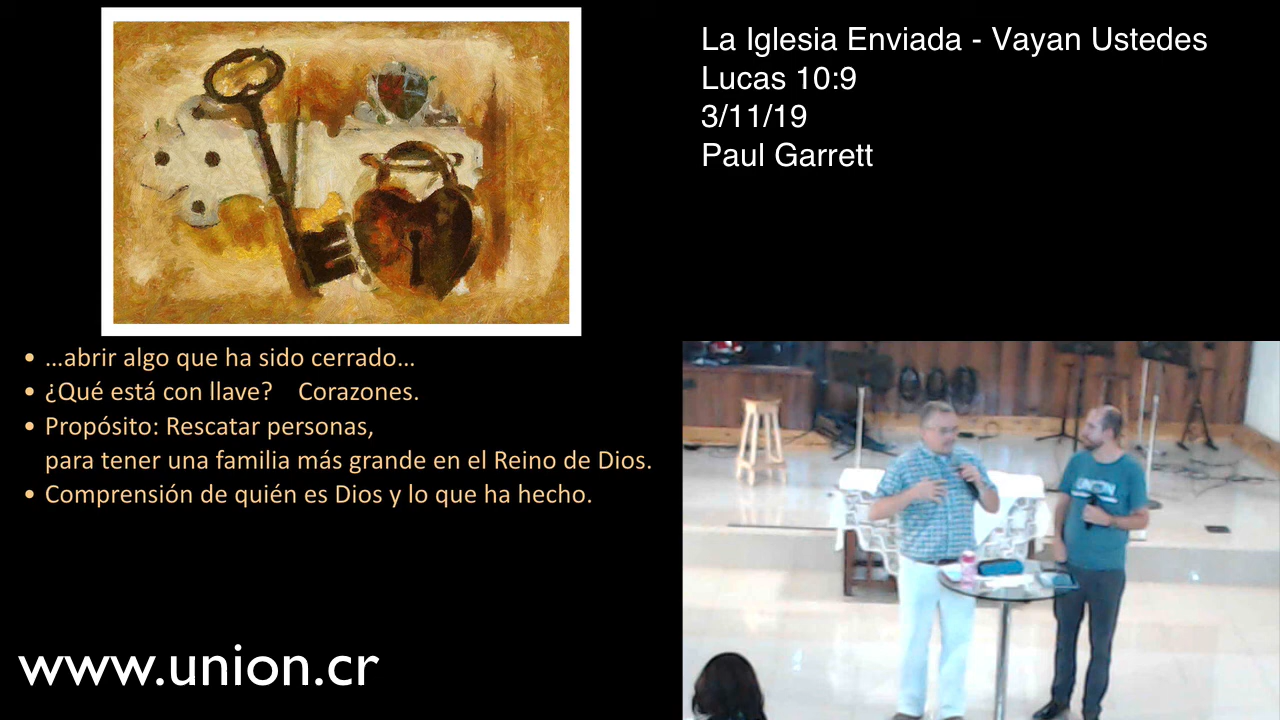 La Iglesia Enviada - Vayan Ustedes
Lucas 10:9
3/11/19
Paul Garrett
• ...abrir algo que ha sido cerrado...
• ¿Qué está con llave? Corazones.
• Propósito: Rescatar personas,
para tener una familia más grande en el Reino de Dios.
• Comprensión de quién es Dios y lo que ha hecho.
www.union.cr
UNION